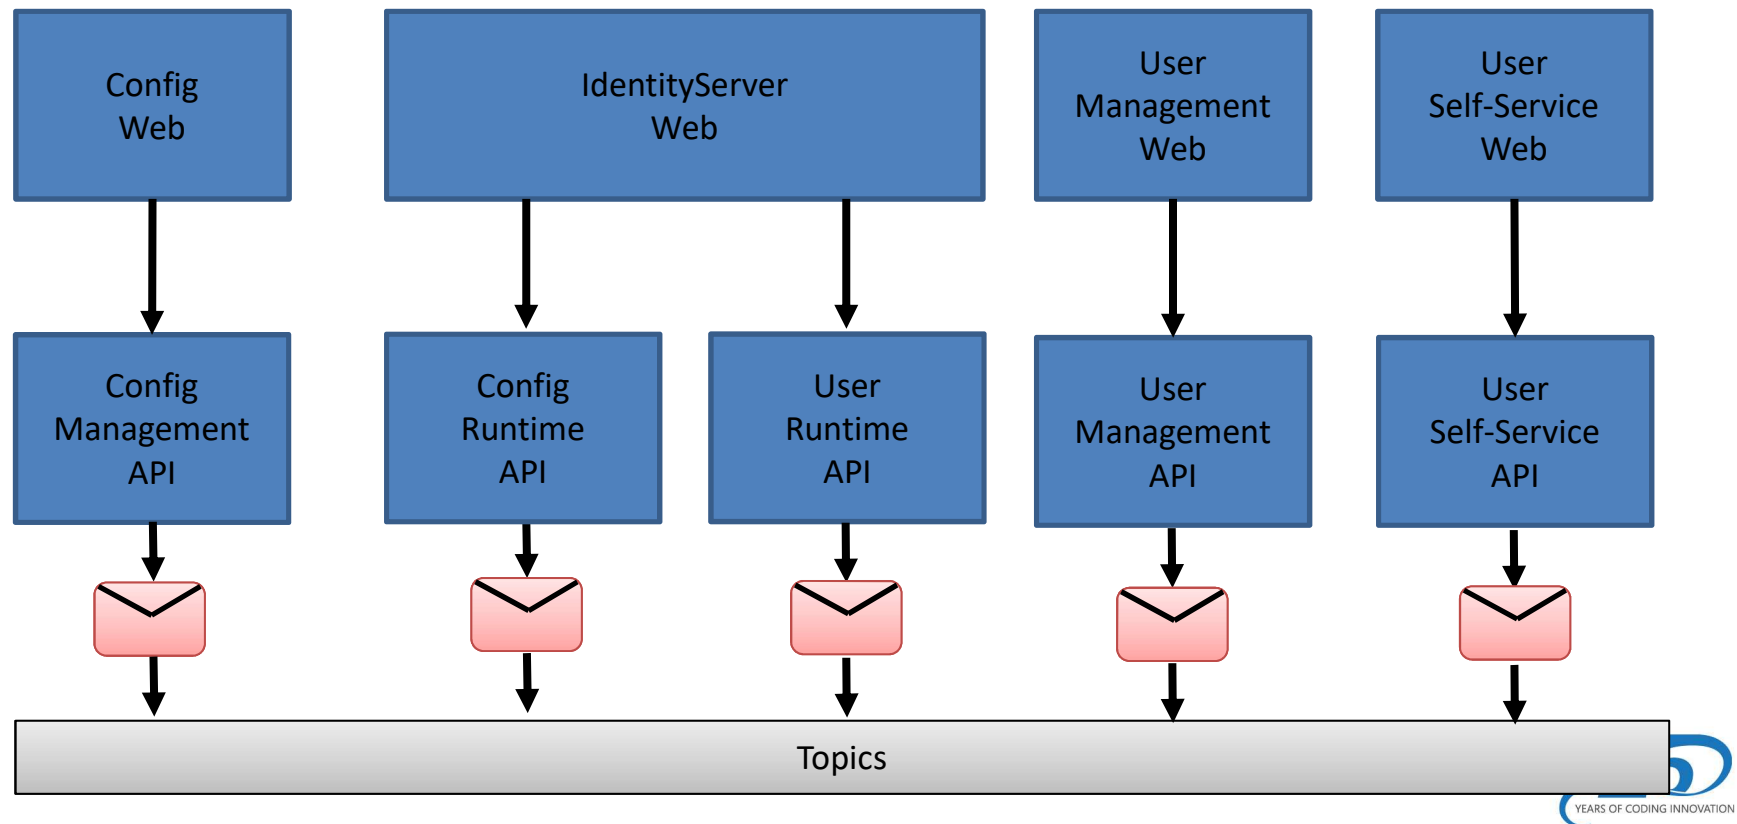 Config
Web
IdentityServer
Web
User
Management
Web
User
Self-Service
Web
Config
Management
API
Config
Runtime
API
User
Runtime
API
User
Management
API
User
Self-Service
API
Topics
YEARS OF CODING INNOVATION